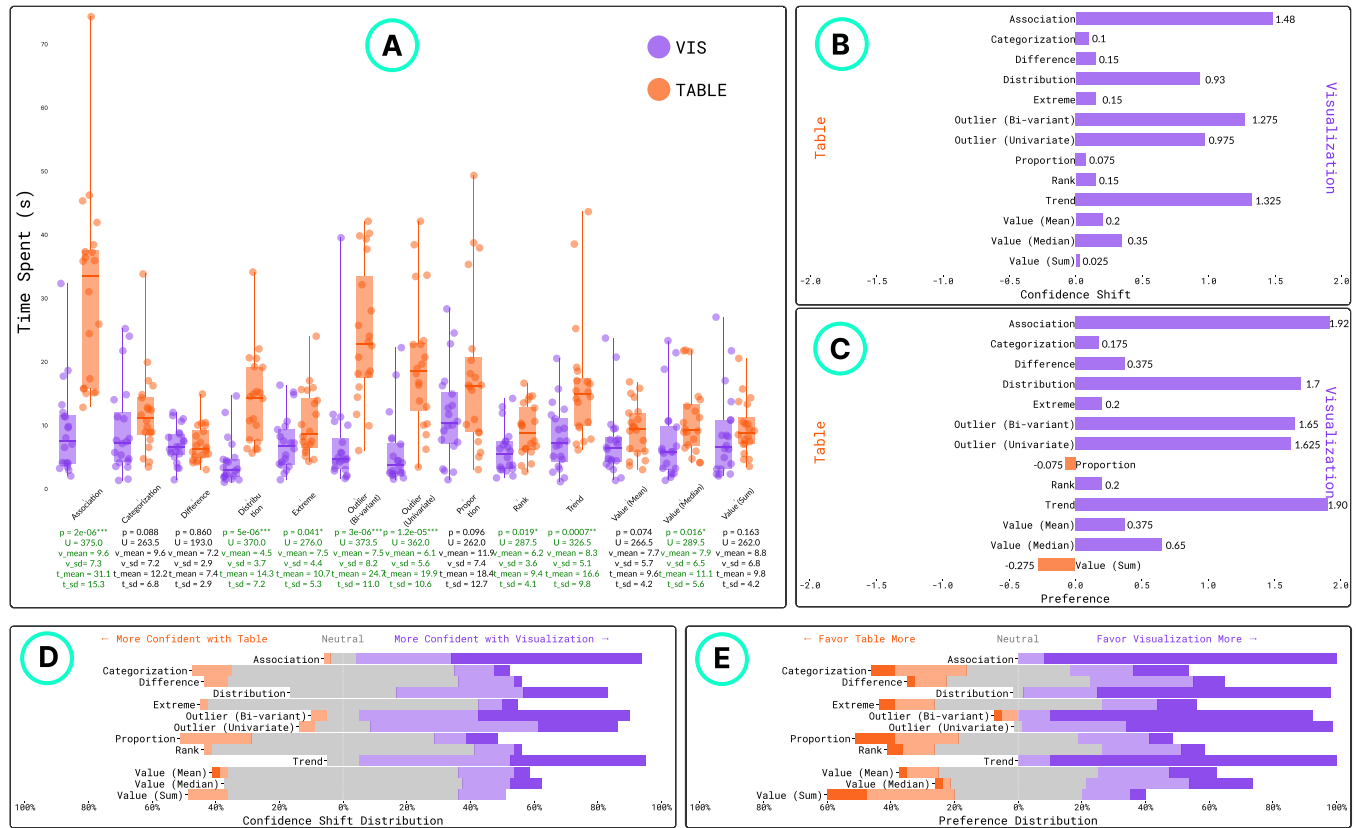 A
VIS
TABLE
Time Spent (s)
70
60
50
40
30
20
10
0
Association
Categorization
Difference
Distribu
tion
Extreme
Outlier
(Bi-variant)
Outlier
(Univariate)
Propor
tion
Rank
Trend
Value (Mean)
Value (Median)
Value (Sum)
p = 2e-06*** p = 0.088 p = 0.860 p = 5e-06*** p = 0.041* p = 3e-06*** p = 1.2e-05*** p = 0.096 p = 0.019* p = 0.0007** p = 0.074 p = 0.016* p = 0.163
U = 375.0 U = 263.5 U = 193.0 U = 370.0 U = 276.0 U = 373.5 U = 362.0 U = 262.0 U = 287.5 U = 326.5 U = 266.5 U = 289.5 U = 262.0
v_mean = 9.6 v_mean = 9.6 v_mean = 7.2 v_mean = 4.5 v_mean = 7.5 v_mean = 7.5 v_mean = 6.1 v_mean = 11.9 v_mean = 6.2 v_mean = 8.3 v_mean = 7.7 v_mean = 7.9 v_mean = 8.8
v_sd = 7.3 v_sd = 7.2 v_sd = 2.9 v_sd = 3.7 v_sd = 4.4 v_sd = 8.2 v_sd = 5.6 v_sd = 7.4 v_sd = 3.6 v_sd = 5.1 v_sd = 5.7 v_sd = 6.5 v_sd = 6.8
t_mean = 31.1 t_mean = 12.2 t_mean = 7.4 t_mean = 14.3 t_mean = 10.7 t_mean = 24.7 t_mean = 19.9 t_mean = 18.4 t_mean = 9.4 t_mean = 16.6 t_mean = 9.6 t_mean = 11.1 t_mean = 9.8
t_sd = 15.3 t_sd = 6.8 t_sd = 2.9 t_sd = 7.2 t_sd = 5.3 t_sd = 11.0 t_sd = 10.6 t_sd = 12.7 t_sd = 4.1 t_sd = 9.8 t_sd = 4.2 t_sd = 5.6 t_sd = 4.2
B
Table
Visualization
Association 1.48
Categorization 0.1
Difference 0.15
Distribution 0.93
Extreme 0.15
Outlier (Bi-variant) 1.275
Outlier (Univariate) 0.975
Proportion 0.075
Rank 0.15
Trend 1.325
Value (Mean) 0.2
Value (Median) 0.35
Value (Sum) 0.025
-2.0 -1.5 -1.0 -0.5 0.0 0.5 1.0 1.5 2.0
Confidence Shift
C
Table
Visualization
Association 1.92
Categorization 0.175
Difference 0.375
Distribution 1.7
Extreme 0.2
Outlier (Bi-variant) 1.65
Outlier (Univariate) 1.625
-0.075 Proportion
Rank 0.2
Trend 1.90
Value (Mean) 0.375
Value (Median) 0.65
-0.275 Value (Sum)
-2.0 -1.5 -1.0 -0.5 0.0 0.5 1.0 1.5 2.0
Preference
D
← More Confident with Table Neutral More Confident with Visualization →
Association
Categorization
Difference
Distribution
Extreme
Outlier (Bi-variant)
Outlier (Univariate)
Proportion
Rank
Trend
Value (Mean)
Value (Median)
Value (Sum)
100% 80% 60% 40% 20% 0% 20% 40% 60% 80% 100%
Confidence Shift Distribution
E
← Favor Table More Neutral Favor Visualization More →
Association
Categorization
Difference
Distribution
Extreme
Outlier (Bi-variant)
Outlier (Univariate)
Proportion
Rank
Trend
Value (Mean)
Value (Median)
Value (Sum)
100% 80% 60% 40% 20% 0% 20% 40% 60% 80% 100%
Preference Distribution